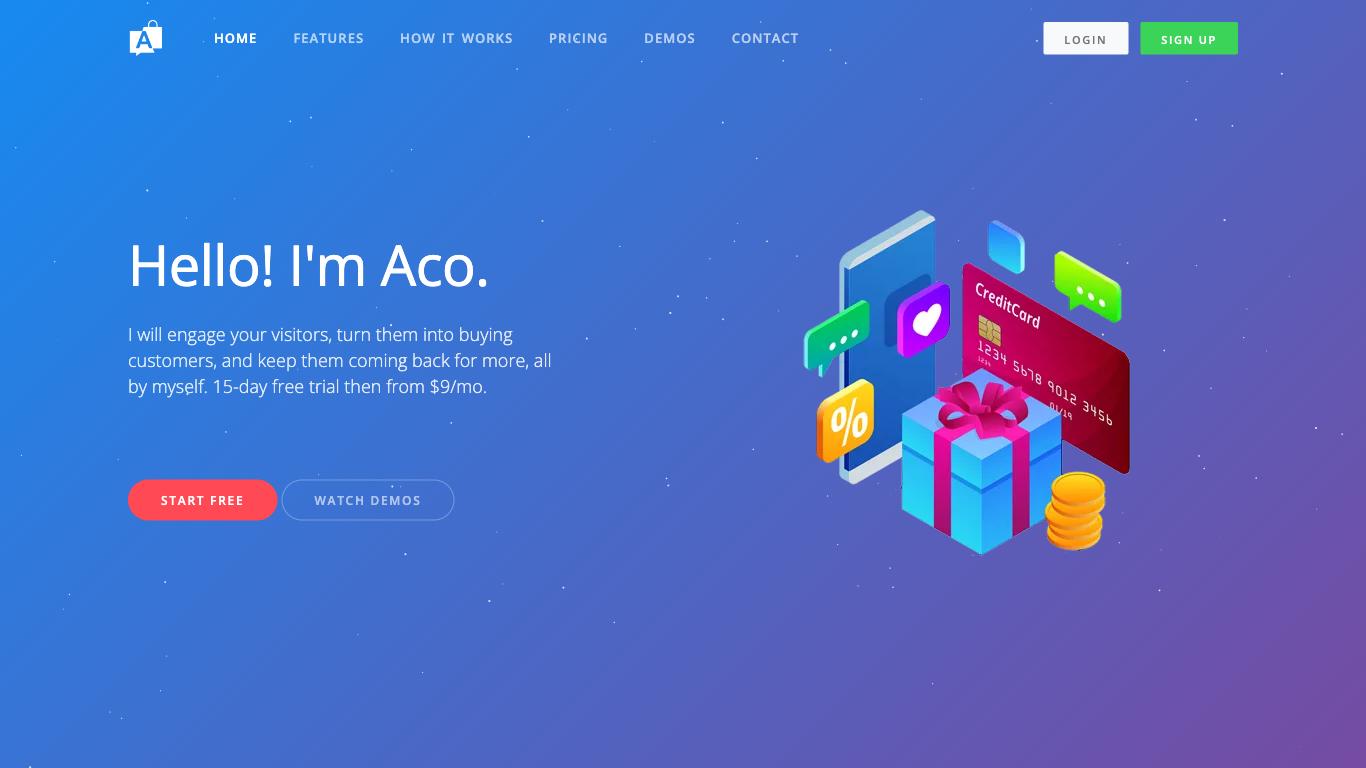 A
HOME FEATURES HOW IT WORKS PRICING DEMOS CONTACT LOGIN SIGN UP
Hello! I'm Aco.
I will engage your visitors, turn them into buying
customers, and keep them coming back for more, all
by myself. 15-day free trial then from $9/mo.
START FREE WATCH DEMOS
CreditCard
1234 5678 9012 3456
1234
01/19
%